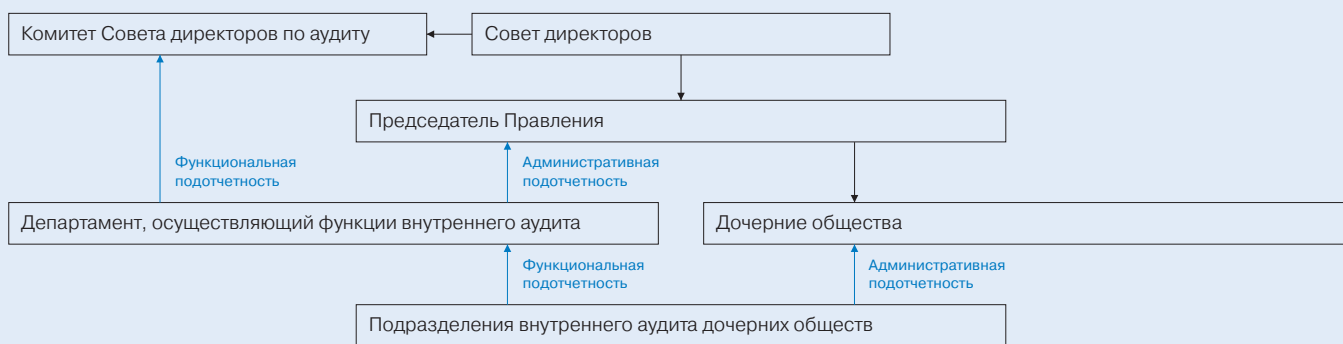 Комитет Совета директоров по аудиту
Совет директоров
Председатель Правления
Функциональная
подотчетность
Административная
подотчетность
Департамент, осуществляющий функции внутреннего аудита
Дочерние общества
Функциональная
подотчетность
Административная
подотчетность
Подразделения внутреннего аудита дочерних обществ